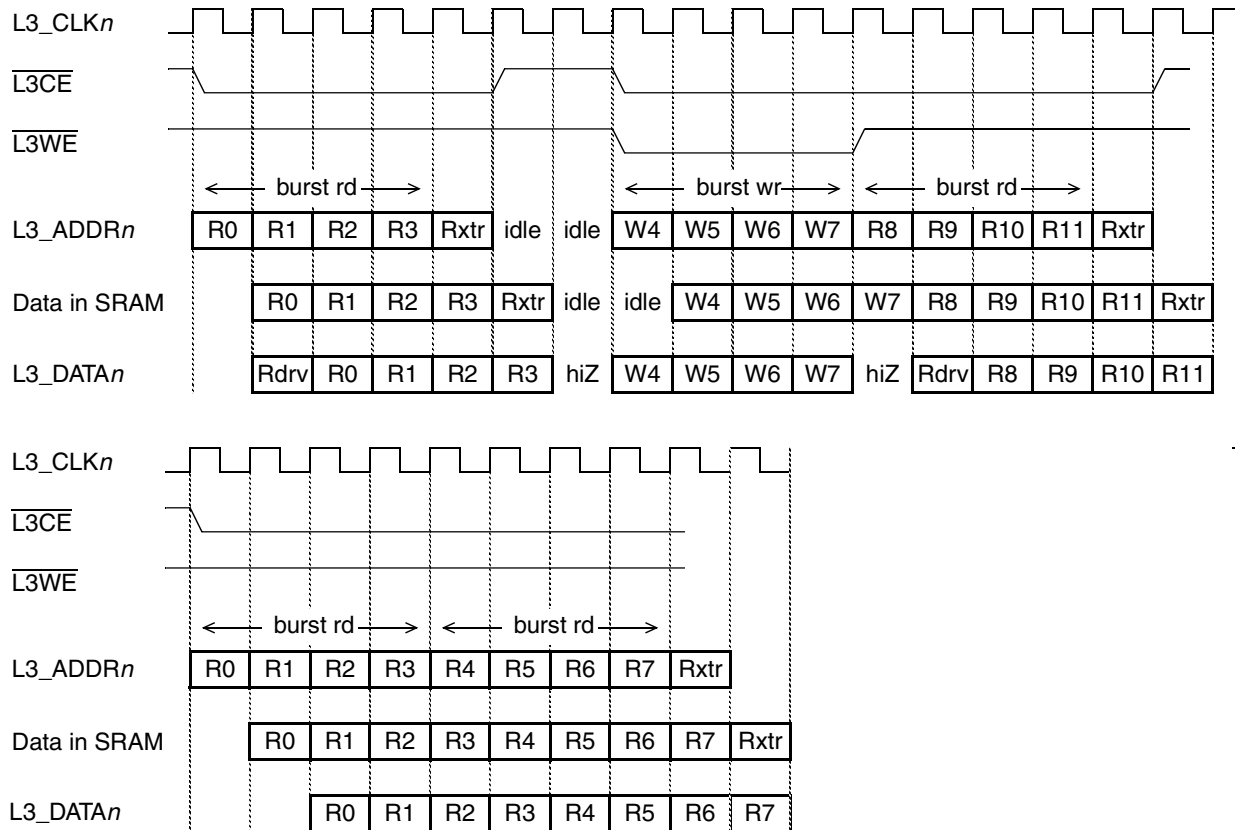 L3_CLKn
L3CE
L3WE
burst rd burst wr burst rd
L3_ADDRn R0 R1 R2 R3 Rxtr idle idle W4 W5 W6 W7 R8 R9 R10 R11 Rxtr
Data in SRAM R0 R1 R2 R3 Rxtr idle idle W4 W5 W6 W7 R8 R9 R10 R11 Rxtr
L3_DATAn Rdrv R0 R1 R2 R3 hiZ W4 W5 W6 W7 hiZ Rdrv R8 R9 R10 R11
L3_CLKn
L3CE
L3WE
burst rd burst rd
L3_ADDRn R0 R1 R2 R3 R4 R5 R6 R7 Rxtr
Data in SRAM R0 R1 R2 R3 R4 R5 R6 R7 Rxtr
L3_DATAn R0 R1 R2 R3 R4 R5 R6 R7